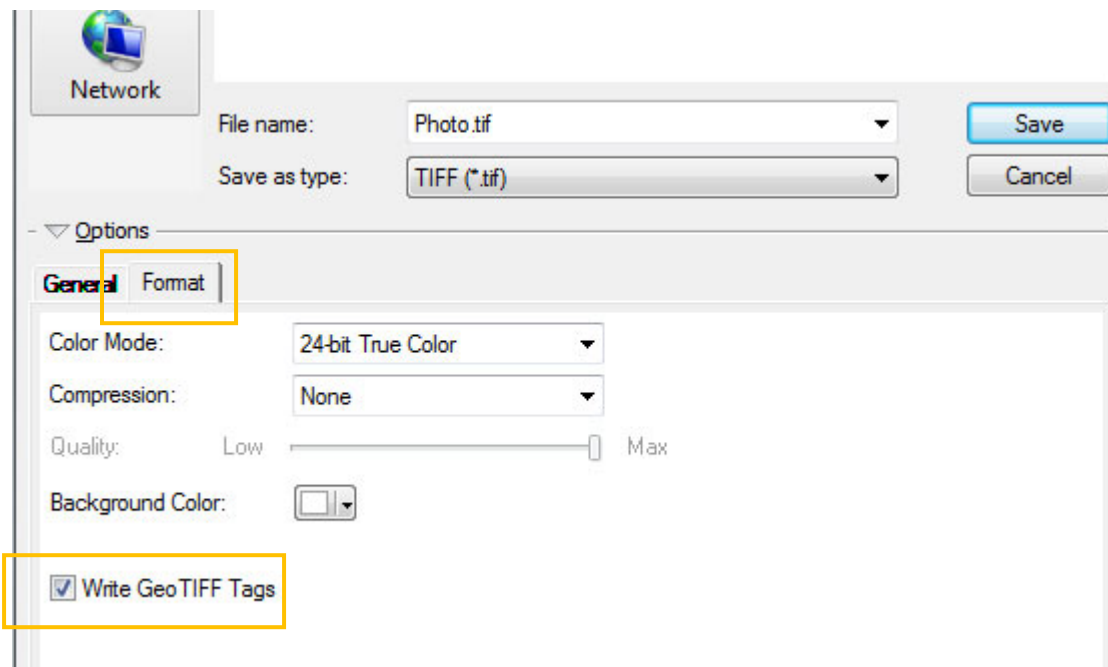 Network
File name: Photo.tif Save
Save as type: TIFF (*.tif) Cancel
Options
General Format
Color Mode: 24-bit True Color
Compression: None
Quality: Low Max
Background Color:
Write GeoTIFF Tags